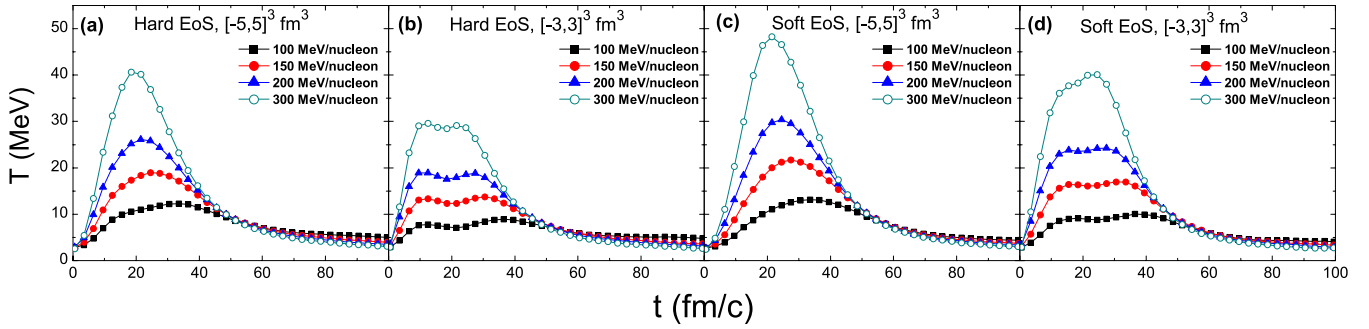 (a) Hard EoS, [-5,5]³ fm³
100 MeV/nucleon
150 MeV/nucleon
200 MeV/nucleon
300 MeV/nucleon
(b) Hard EoS, [-3,3]³ fm³
100 MeV/nucleon
150 MeV/nucleon
200 MeV/nucleon
300 MeV/nucleon
(c) Soft EoS, [-5,5]³ fm³
100 MeV/nucleon
150 MeV/nucleon
200 MeV/nucleon
300 MeV/nucleon
(d) Soft EoS, [-3,3]³ fm³
100 MeV/nucleon
150 MeV/nucleon
200 MeV/nucleon
300 MeV/nucleon
T (MeV)
50
40
30
20
10
0
0 20 40 60 80 0 20 40 60 80 0 20 40 60 80 0 20 40 60 80 100
t (fm/c)